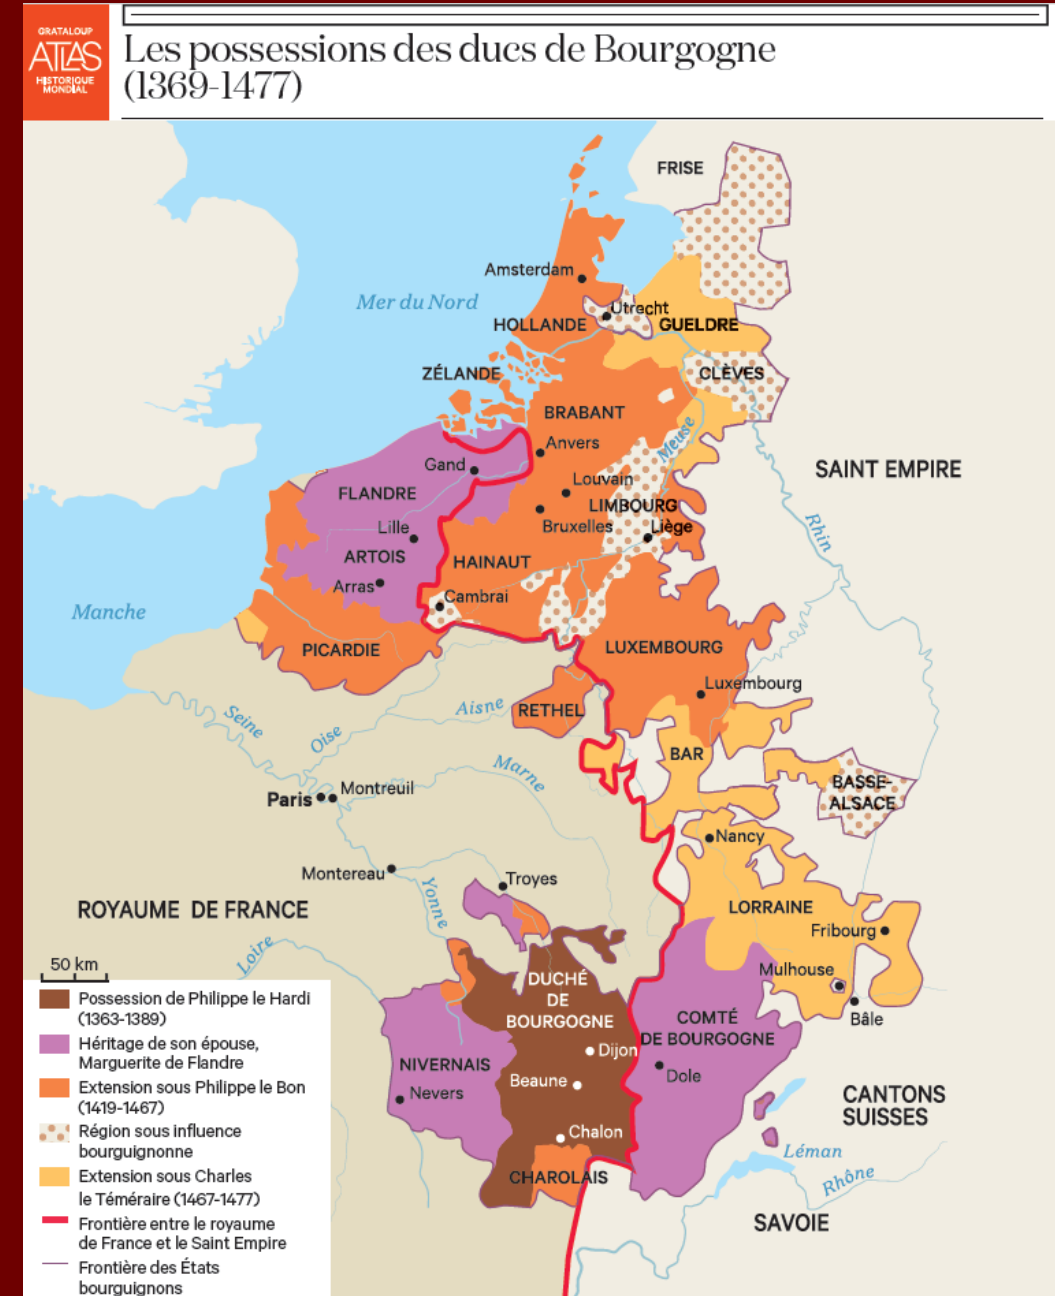 GRATALOUP
ATLAS
HISTORIQUE
MONDIAL
Les possessions des ducs de Bourgogne
(1369-1477)
FRISE
Amsterdam
Mer du Nord
Utrecht
HOLLANDE
GUELDRE
ZÉLANDE
CLÈVES
BRABANT
Meuse
Anvers
Gand
SAINT EMPIRE
Louvain
FLANDRE
LIMBOURG
Lille
Bruxelles
Liège
Rhin
ARTOIS
HAINAUT
Arras
Cambrai
Manche
PICARDIE
LUXEMBOURG
Luxembourg
Aisne
RETHEL
Seine
Oise
BAR
Marne
BASSE-
ALSACE
Paris
Montreuil
Nancy
Montereau
Troyes
Yonne
ROYAUME DE FRANCE
LORRAINE
Fribourg
Loire
50 km
Mulhouse
DUCHÉ
DE
BOURGOGNE
Bâle
COMTÉ
DE BOURGOGNE
Dijon
NIVERNAIS
Dole
Beaune
Nevers
CANTONS
SUISSES
Chalon
Léman
CHAROLAIS
Rhône
SAVOIE
Possession de Philippe le Hardi
(1363-1389)
Héritage de son épouse,
Marguerite de Flandre
Extension sous Philippe le Bon
(1419-1467)
Région sous influence
bourguignonne
Extension sous Charles
le Téméraire (1467-1477)
Frontière entre le royaume
de France et le Saint Empire
Frontière des États
bourguignons